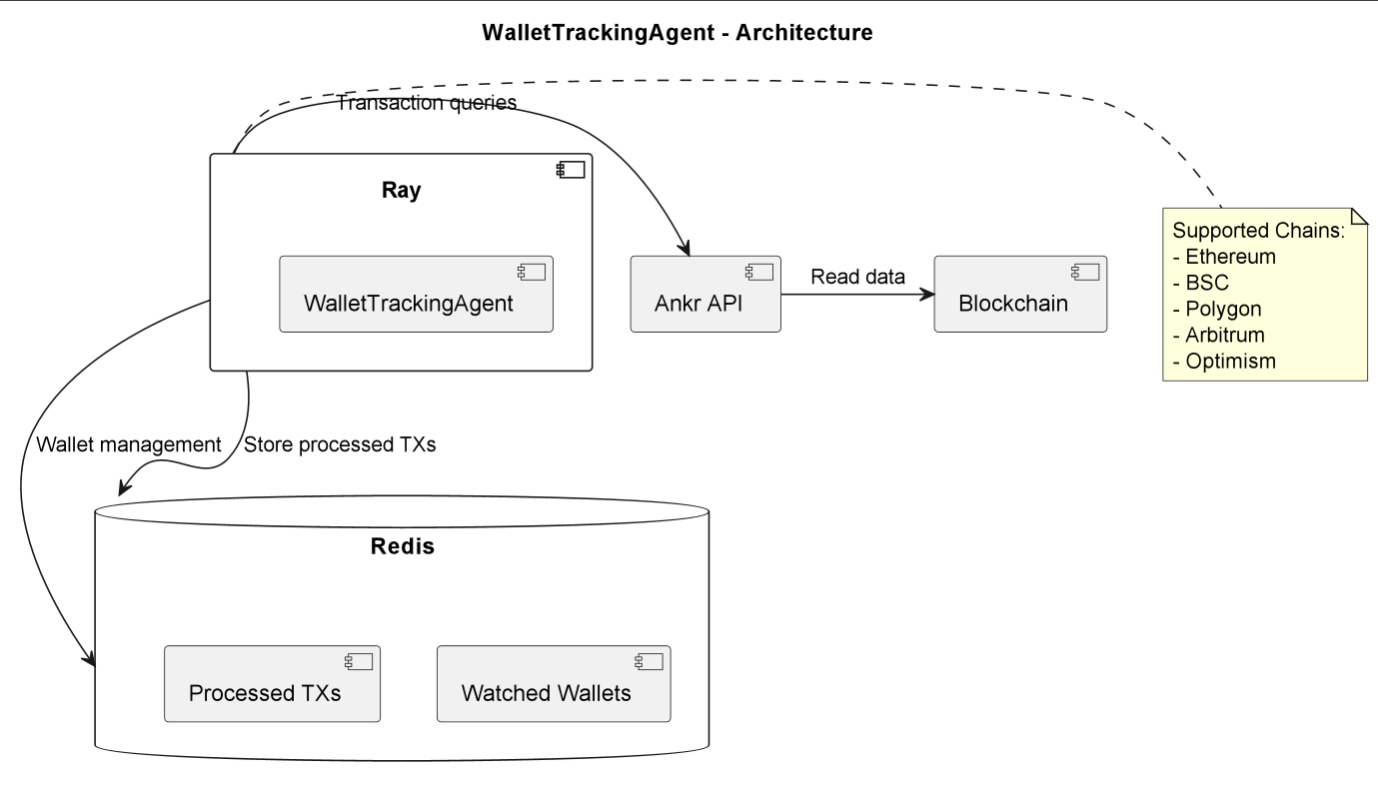 WalletTrackingAgent - Architecture
Transaction queries
Ray
WalletTrackingAgent
Ankr API
Read data
Blockchain
Supported Chains:
- Ethereum
- BSC
- Polygon
- Arbitrum
- Optimism
Wallet management
Store processed TXs
Redis
Processed TXs
Watched Wallets